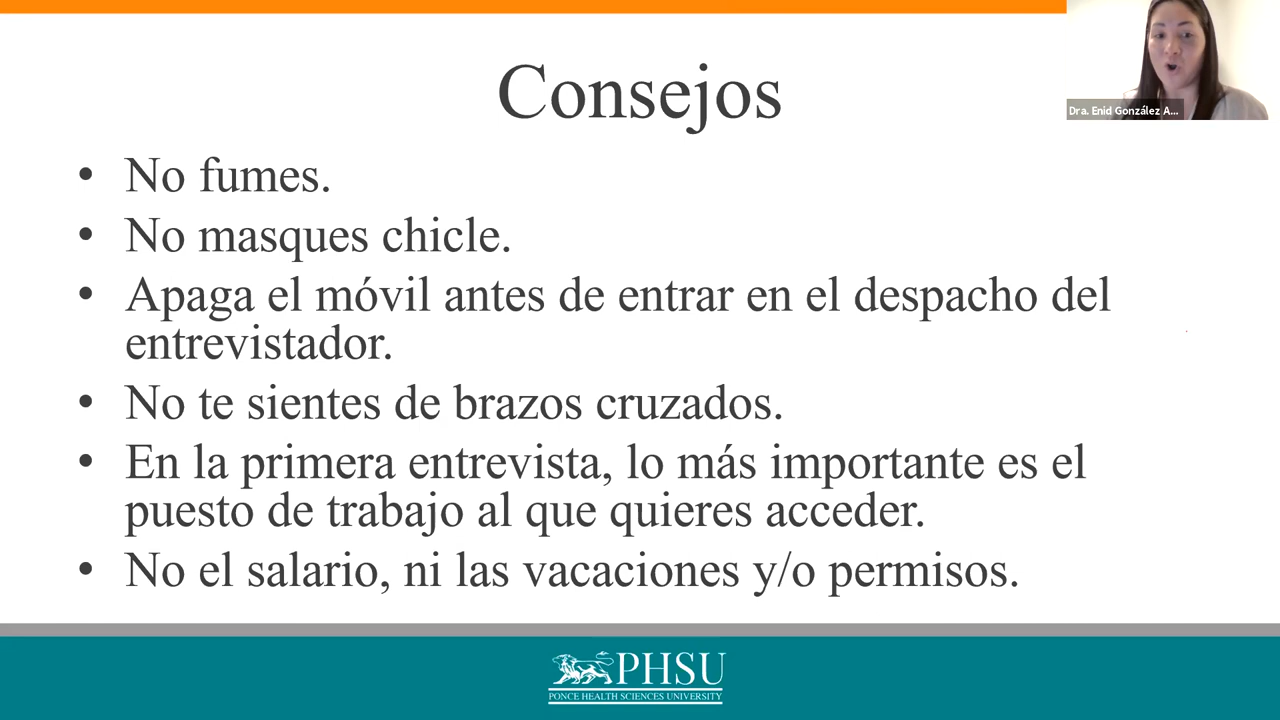 Consejos
Dra. Enid González A...
• No fumes.
• No masques chicle.
• Apaga el móvil antes de entrar en el despacho del
entrevistador.
• No te sientes de brazos cruzados.
• En la primera entrevista, lo más importante es el
puesto de trabajo al que quieres acceder.
• No el salario, ni las vacaciones y/o permisos.
PHSU
PONCE HEALTH SCIENCES UNIVERSITY